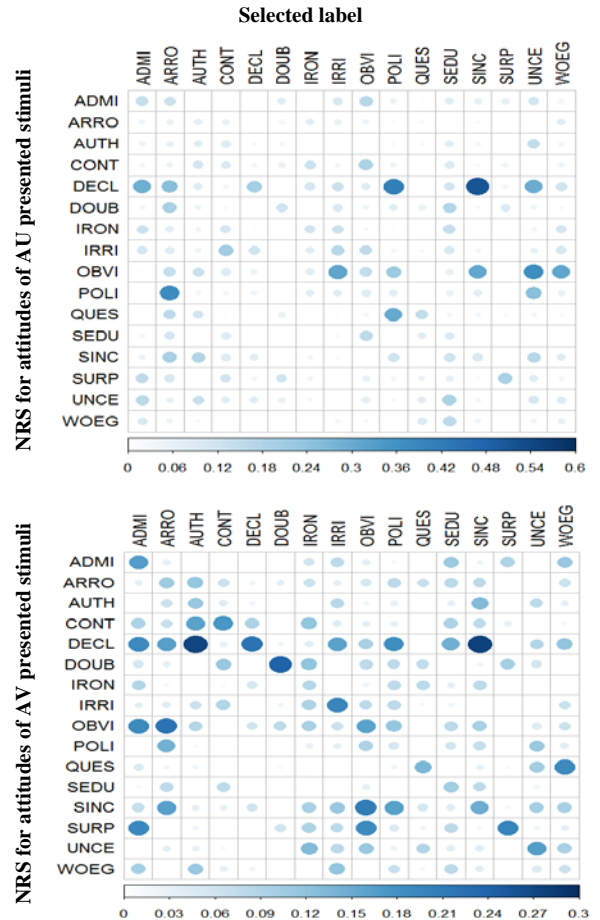 Selected label
NRS for attitudes of AU presented stimuli
ADMI ARRO AUTH CONT DECL DOUB IRON IRRI OBVI POLI QUES SEDU SINC SURP UNCE WOEG
ADMI
ARRO
AUTH
CONT
DECL
DOUB
IRON
IRRI
OBVI
POLI
QUES
SEDU
SINC
SURP
UNCE
WOEG
0 0.06 0.12 0.18 0.24 0.3 0.36 0.42 0.48 0.54 0.6
NRS for attitudes of AV presented stimuli
ADMI ARRO AUTH CONT DECL DOUB IRON IRRI OBVI POLI QUES SEDU SINC SURP UNCE WOEG
ADMI
ARRO
AUTH
CONT
DECL
DOUB
IRON
IRRI
OBVI
POLI
QUES
SEDU
SINC
SURP
UNCE
WOEG
0 0.03 0.06 0.09 0.12 0.15 0.18 0.21 0.24 0.27 0.3